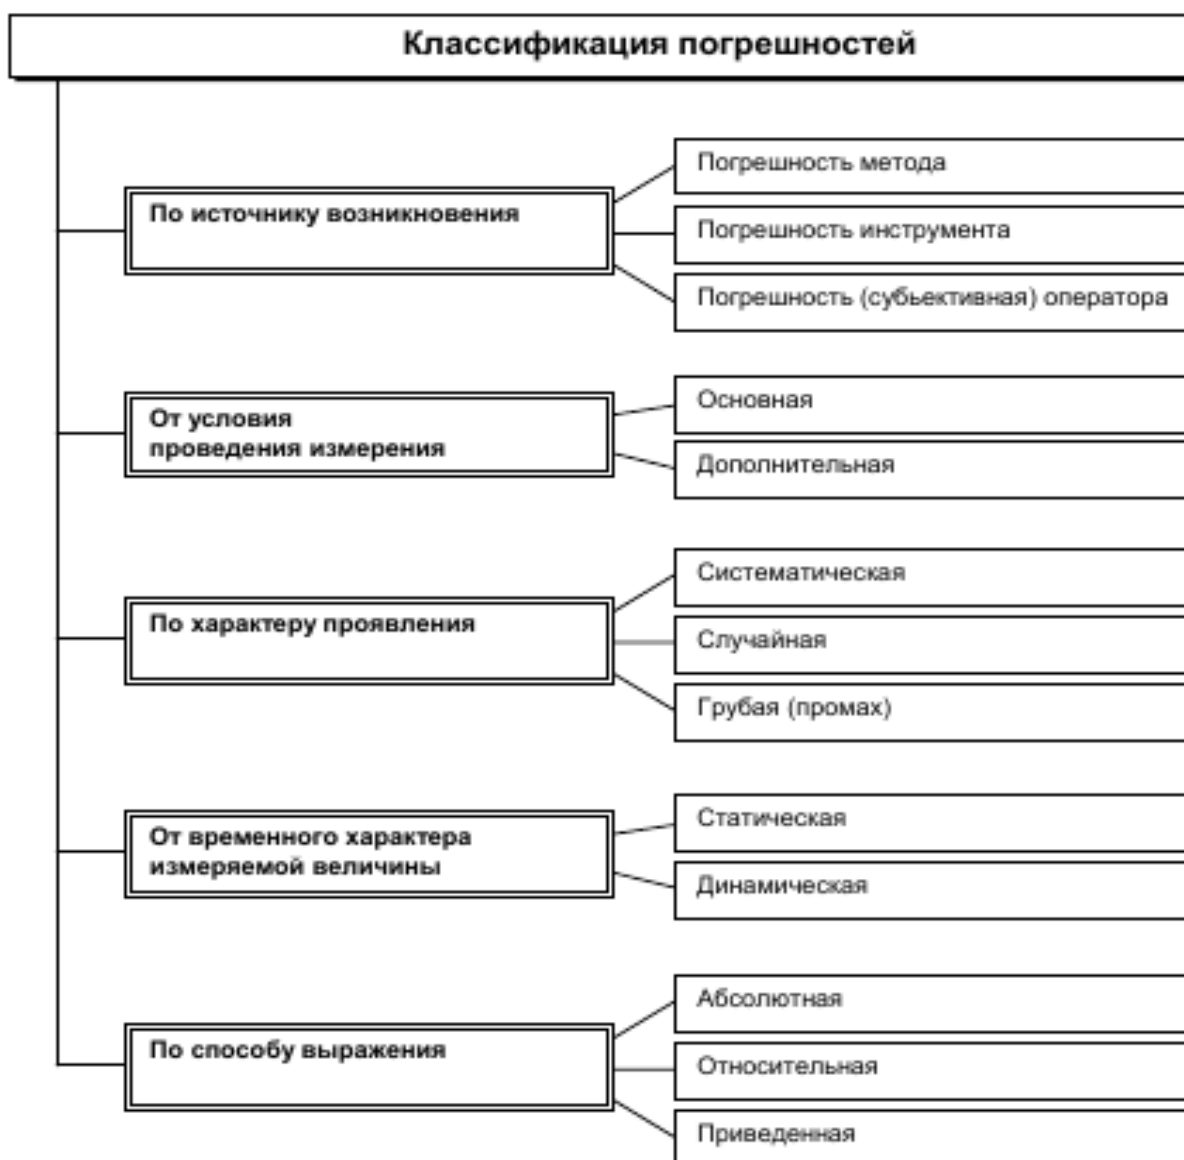 Классификация погрешностей
По источнику возникновения
Погрешность метода
Погрешность инструмента
Погрешность (субьективная) оператора
От условия
проведения измерения
Основная
Дополнительная
По характеру проявления
Систематическая
Случайная
Грубая (промах)
От временного характера
измеряемой величины
Статическая
Динамическая
По способу выражения
Абсолютная
Относительная
Приведенная